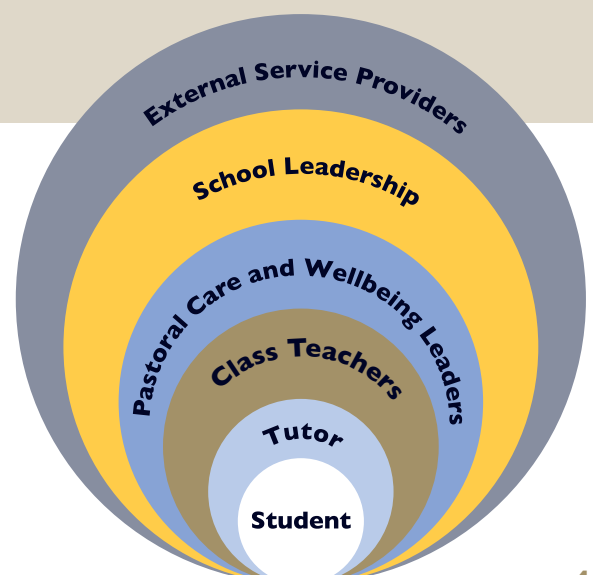 External Service Providers
School Leadership
Pastoral Care and Wellbeing Leaders
Class Teachers
Tutor
Student